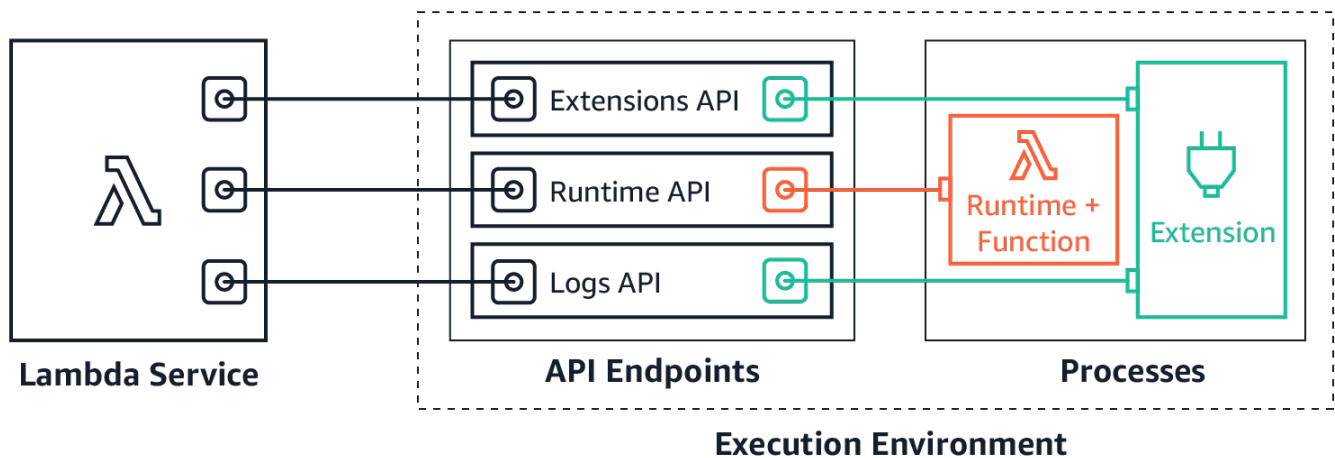 Extensions API
Runtime API
Logs API
Runtime +
Function
Extension
Lambda Service
API Endpoints
Processes
Execution Environment